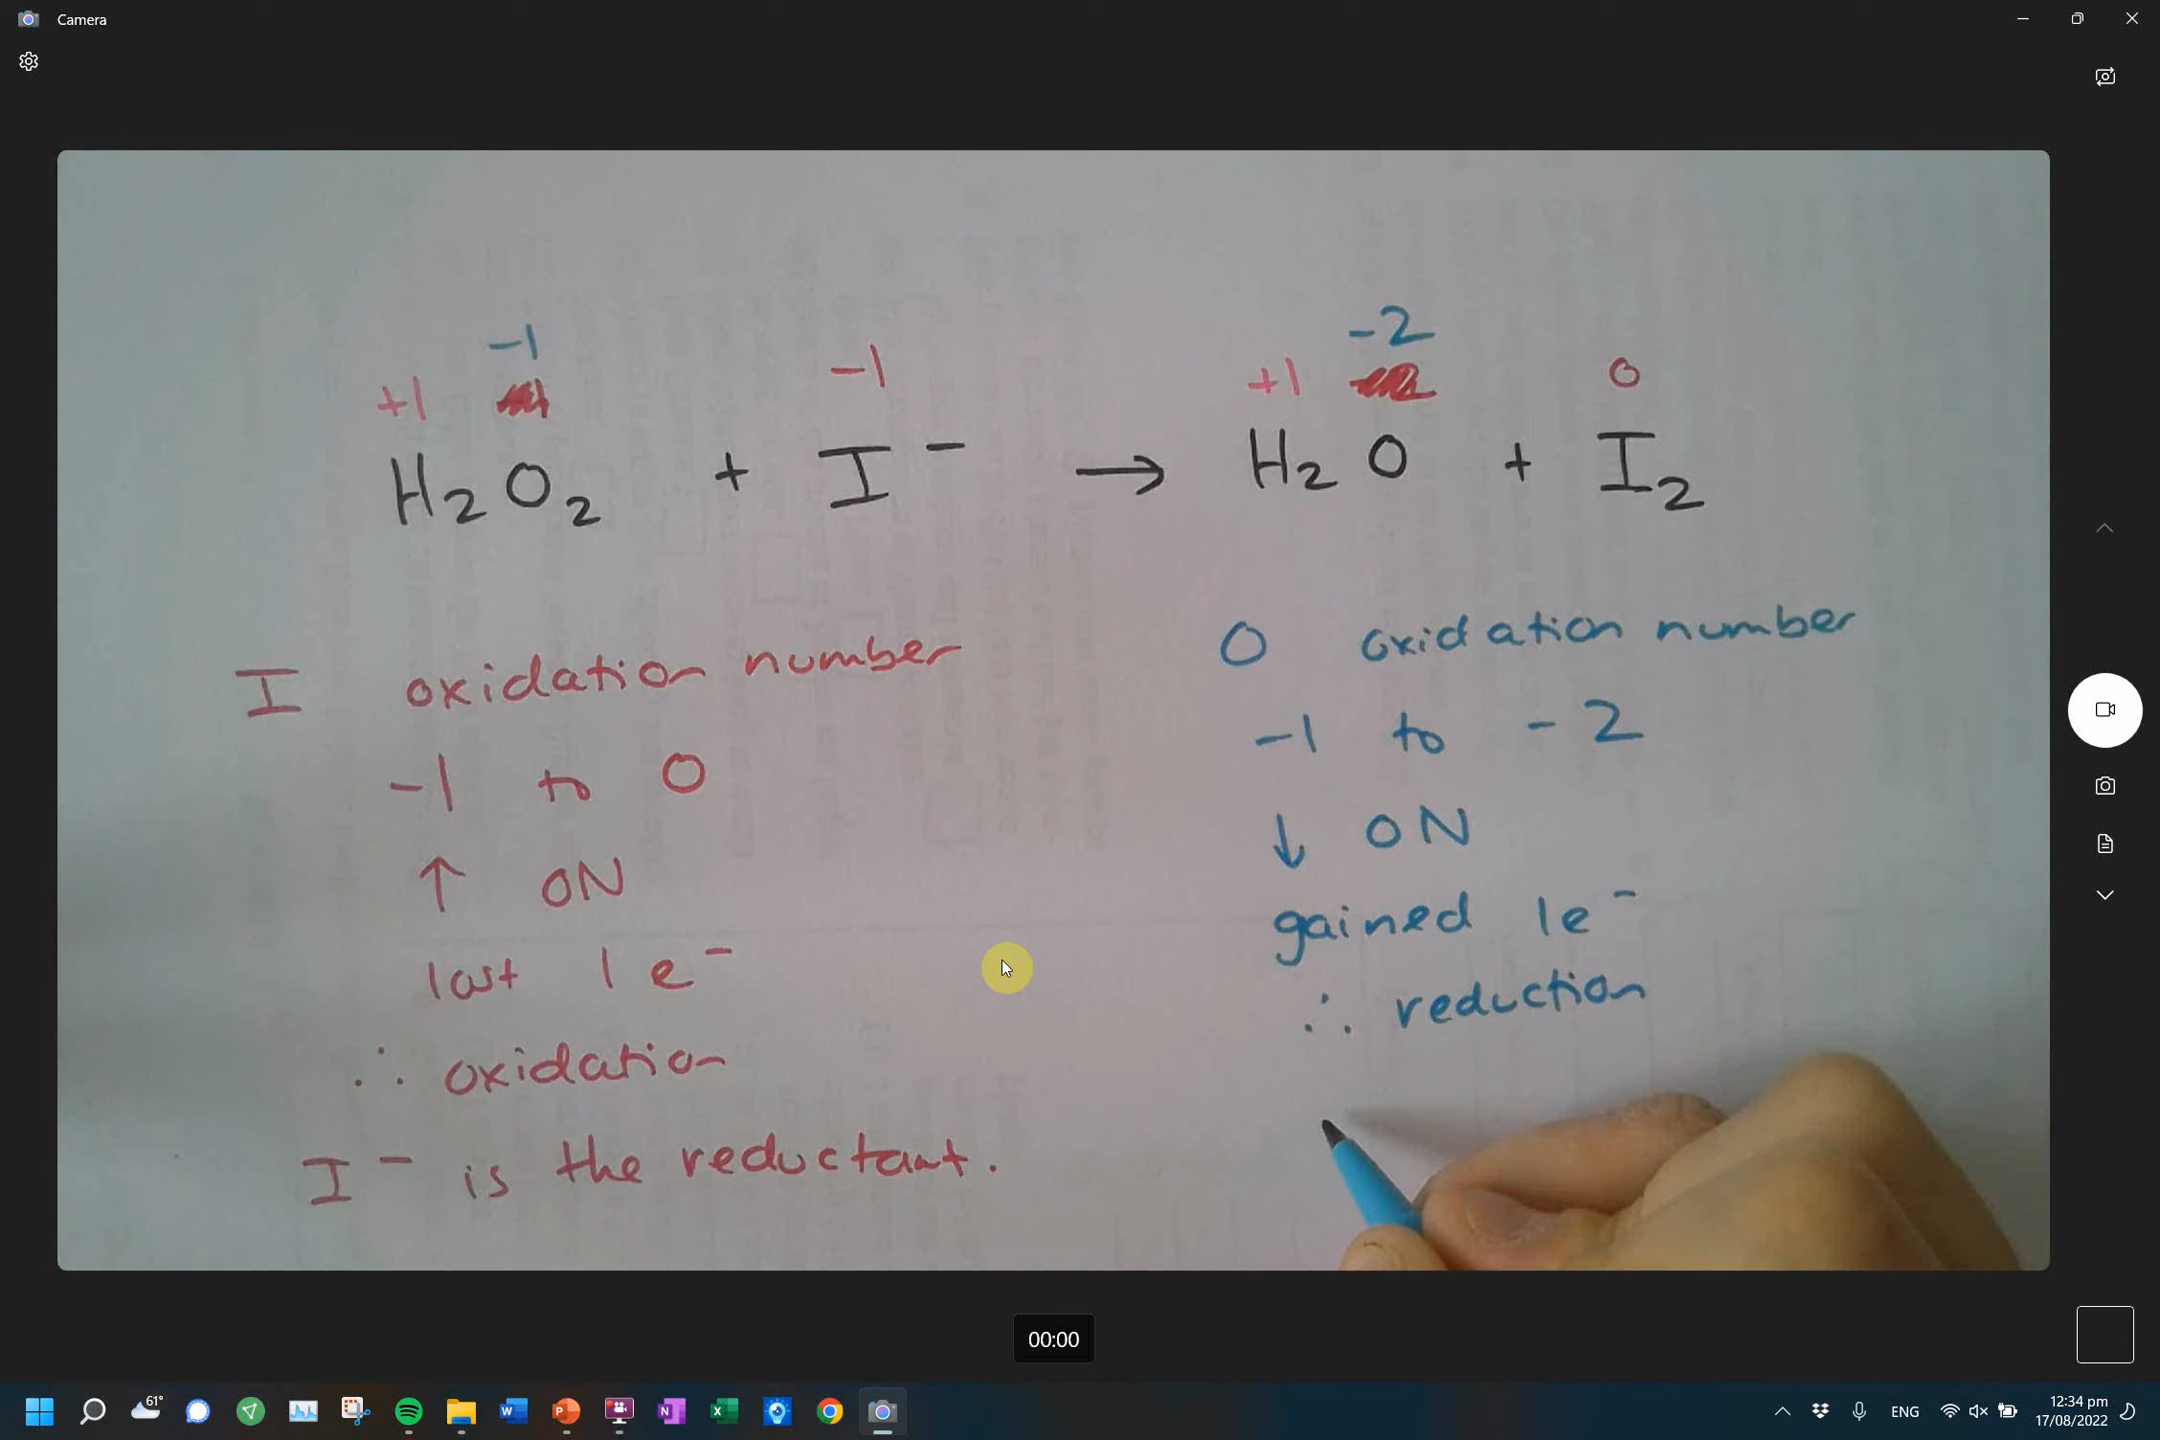 Camera
-1 -2
+1 -1 +1 0
H₂O₂ + I⁻ → H₂O + I₂
I oxidation number
-1 to 0
↑ ON
lost 1e⁻
∴ oxidation
I⁻ is the reductant.
O oxidation number
-1 to -2
↓ ON
gained 1e⁻
∴ reduction
00:00
61°
ENG
12:34 pm
17/08/2022